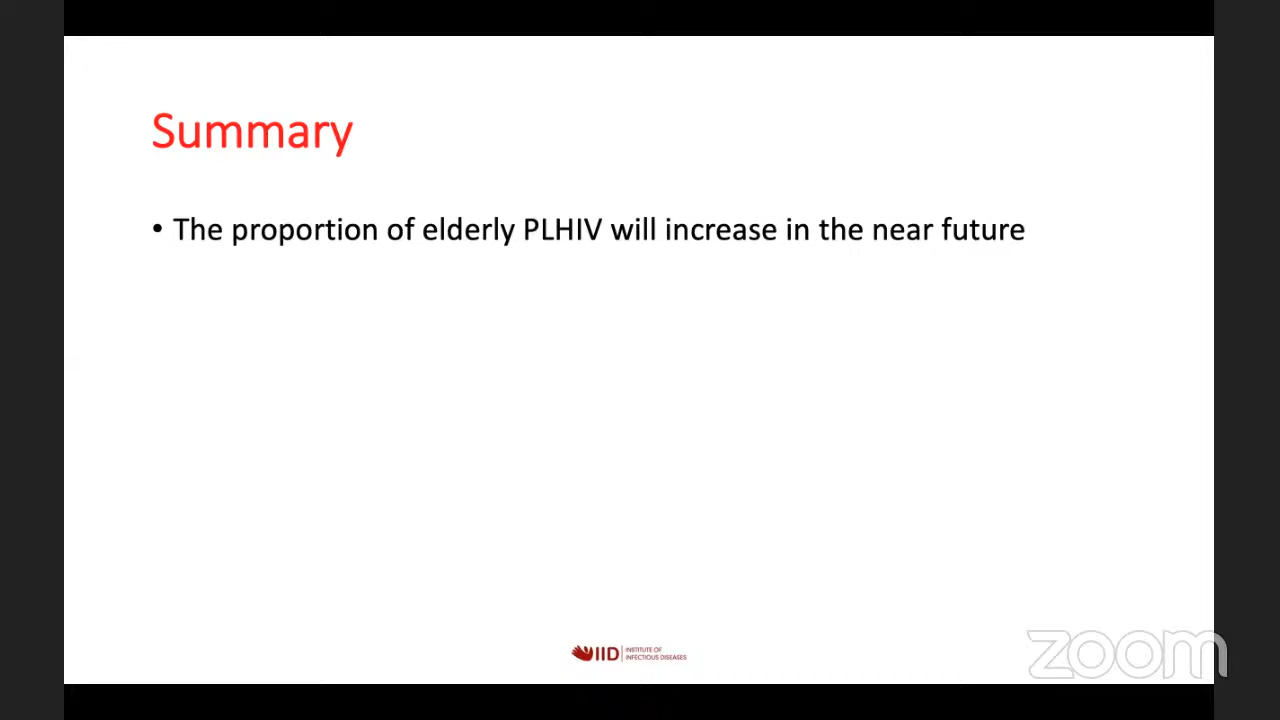 Summary
• The proportion of elderly PLHIV will increase in the near future
IID
INSTITUTE OF
INFECTIOUS DISEASES
zoom